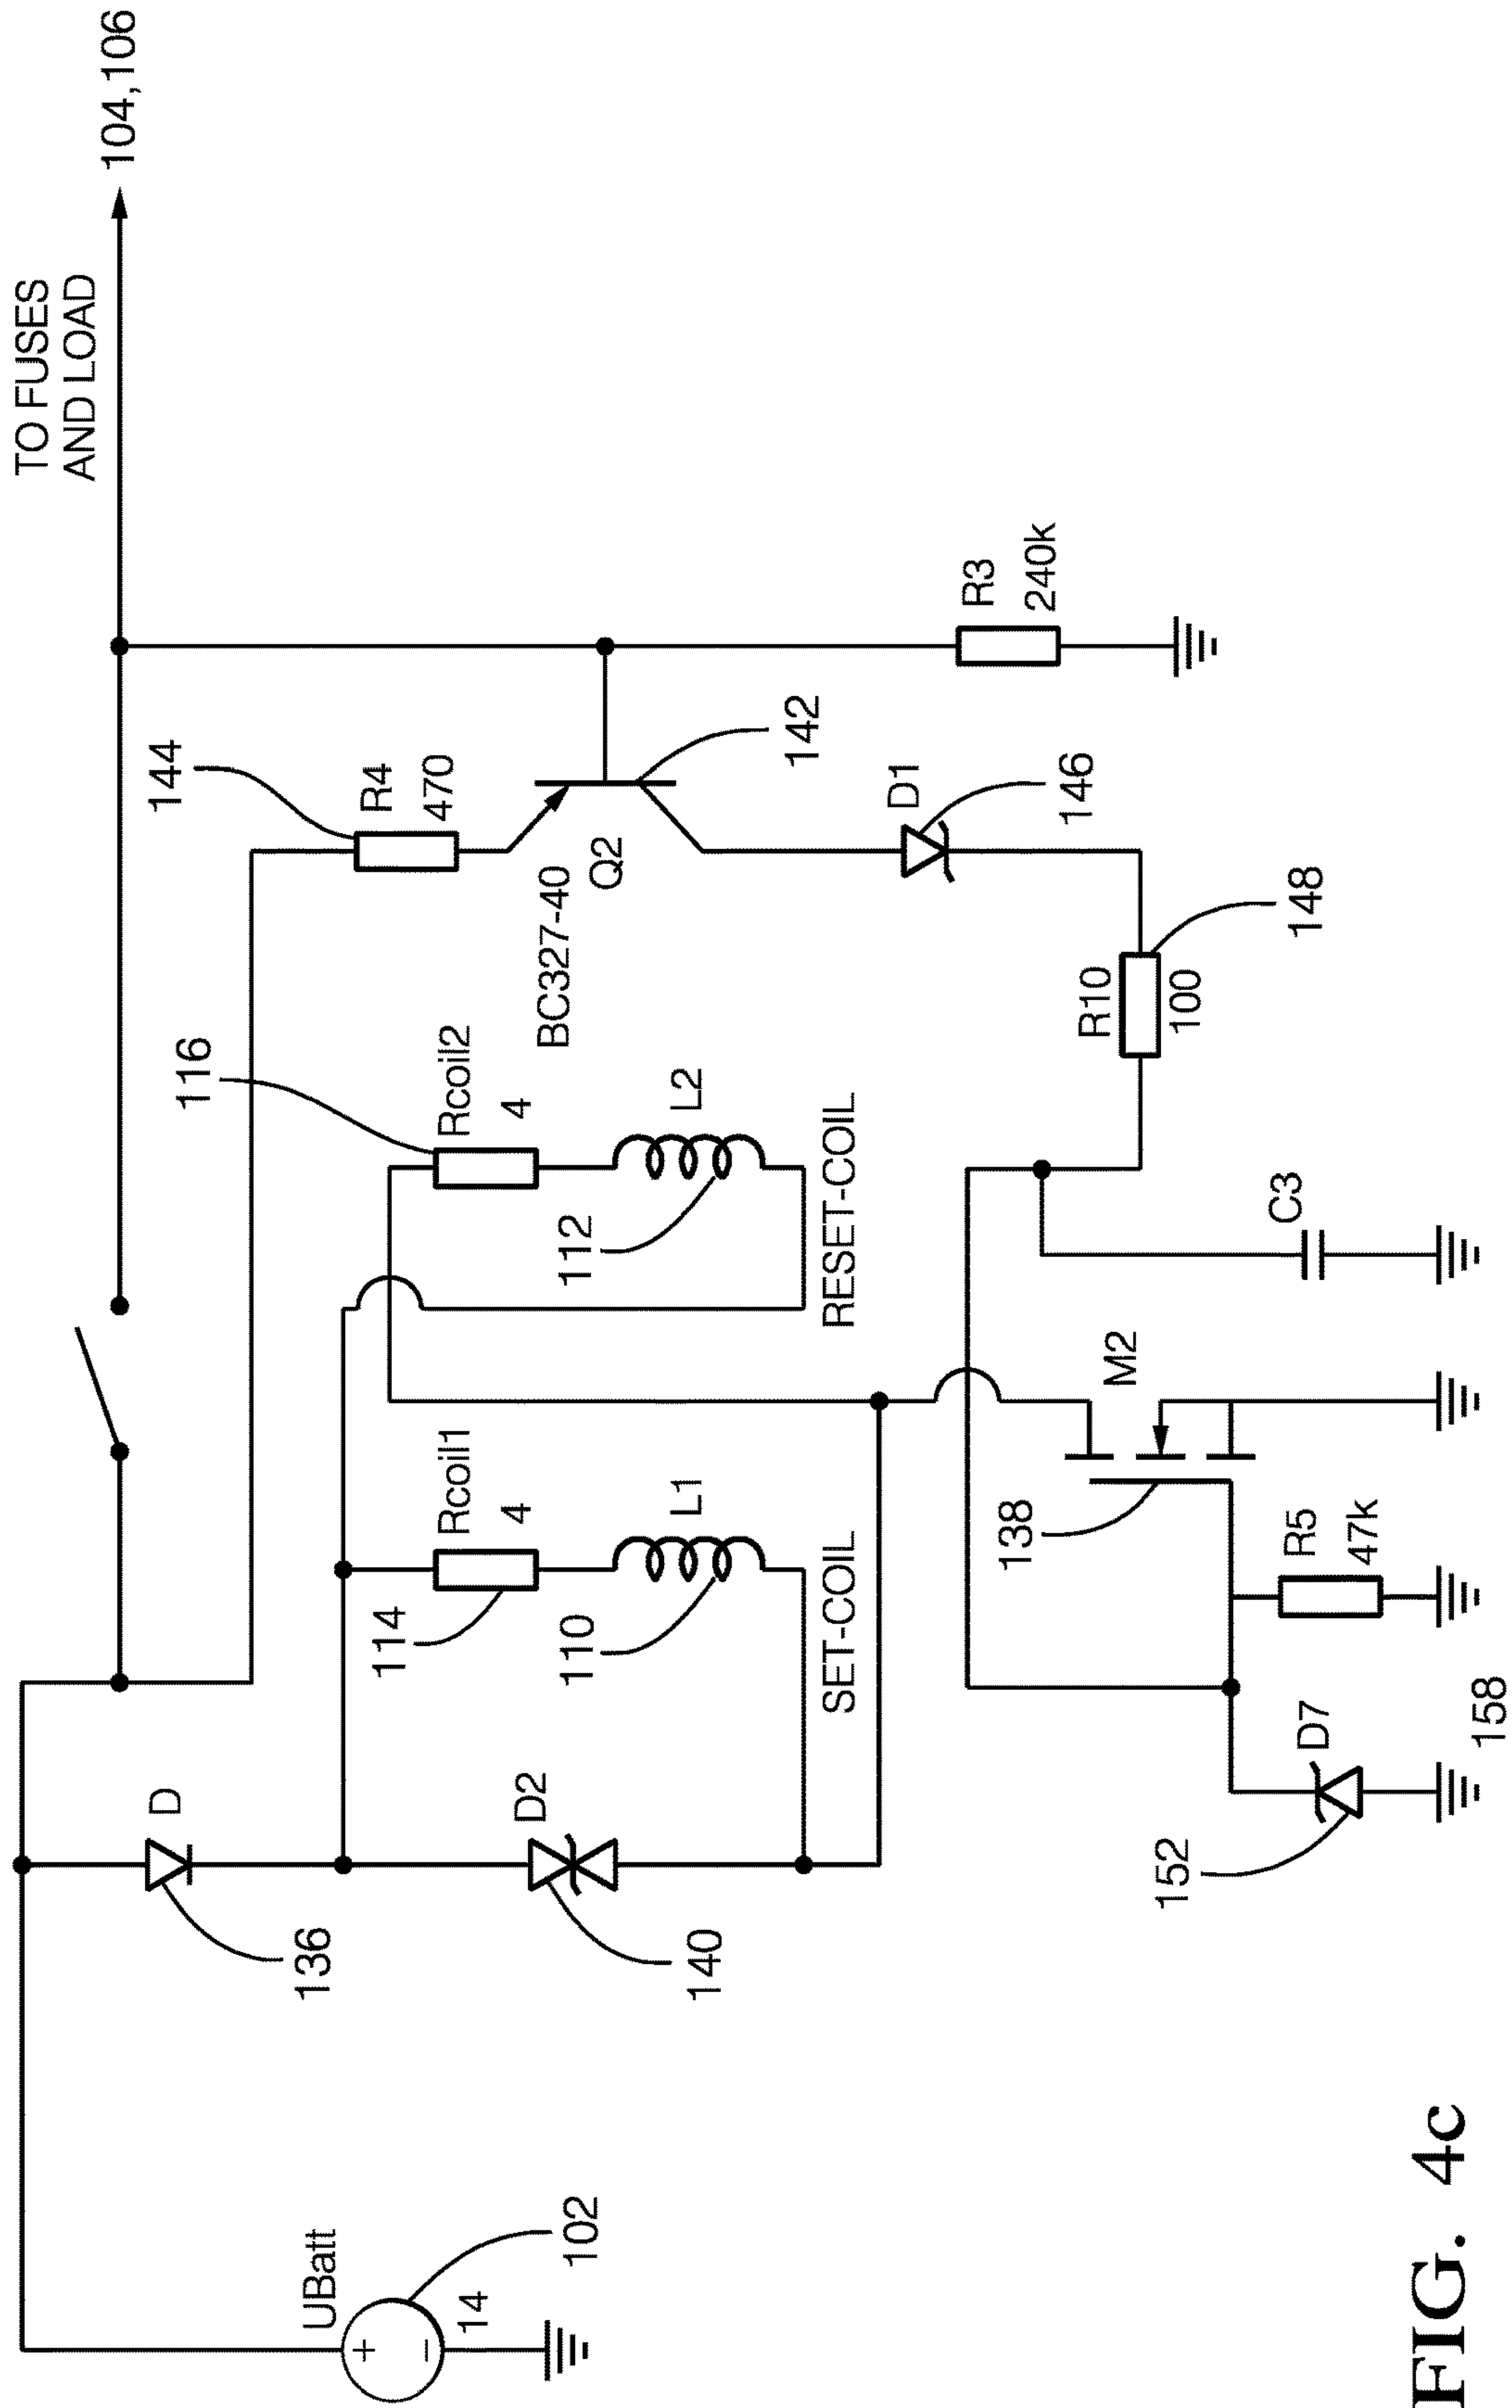 TO FUSES
AND LOAD
104,106
144
R4
470
142
R3
240k
BC327-40
Q2
D1
146
116
Rcoil2
4
L2
112
RESET-COIL
R10
100
148
C3
Rcoil1
4
114
L1
110
SET-COIL
M2
138
R5
47k
D
136
D2
140
D7
152
158
UBatt
+
–
14
102
FIG. 4c